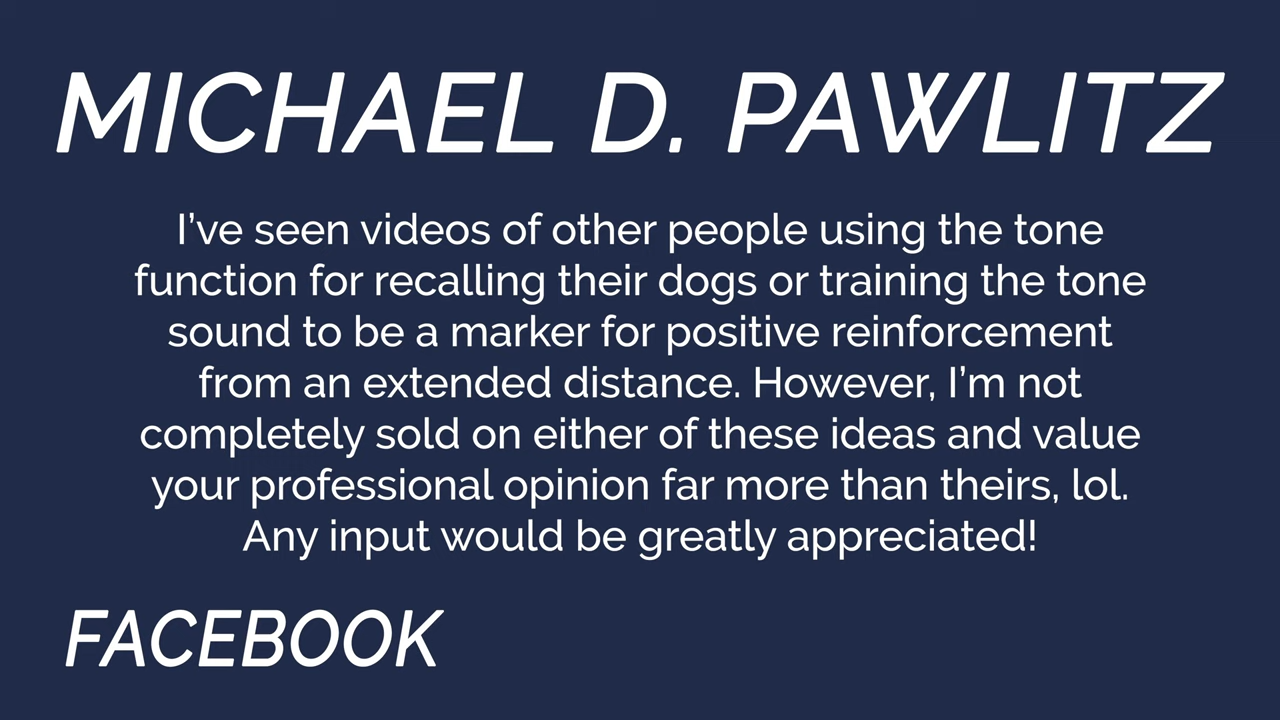 MICHAEL D. PAWLITZ
I've seen videos of other people using the tone
function for recalling their dogs or training the tone
sound to be a marker for positive reinforcement
from an extended distance. However, I'm not
completely sold on either of these ideas and value
your professional opinion far more than theirs, lol.
Any input would be greatly appreciated!
FACEBOOK